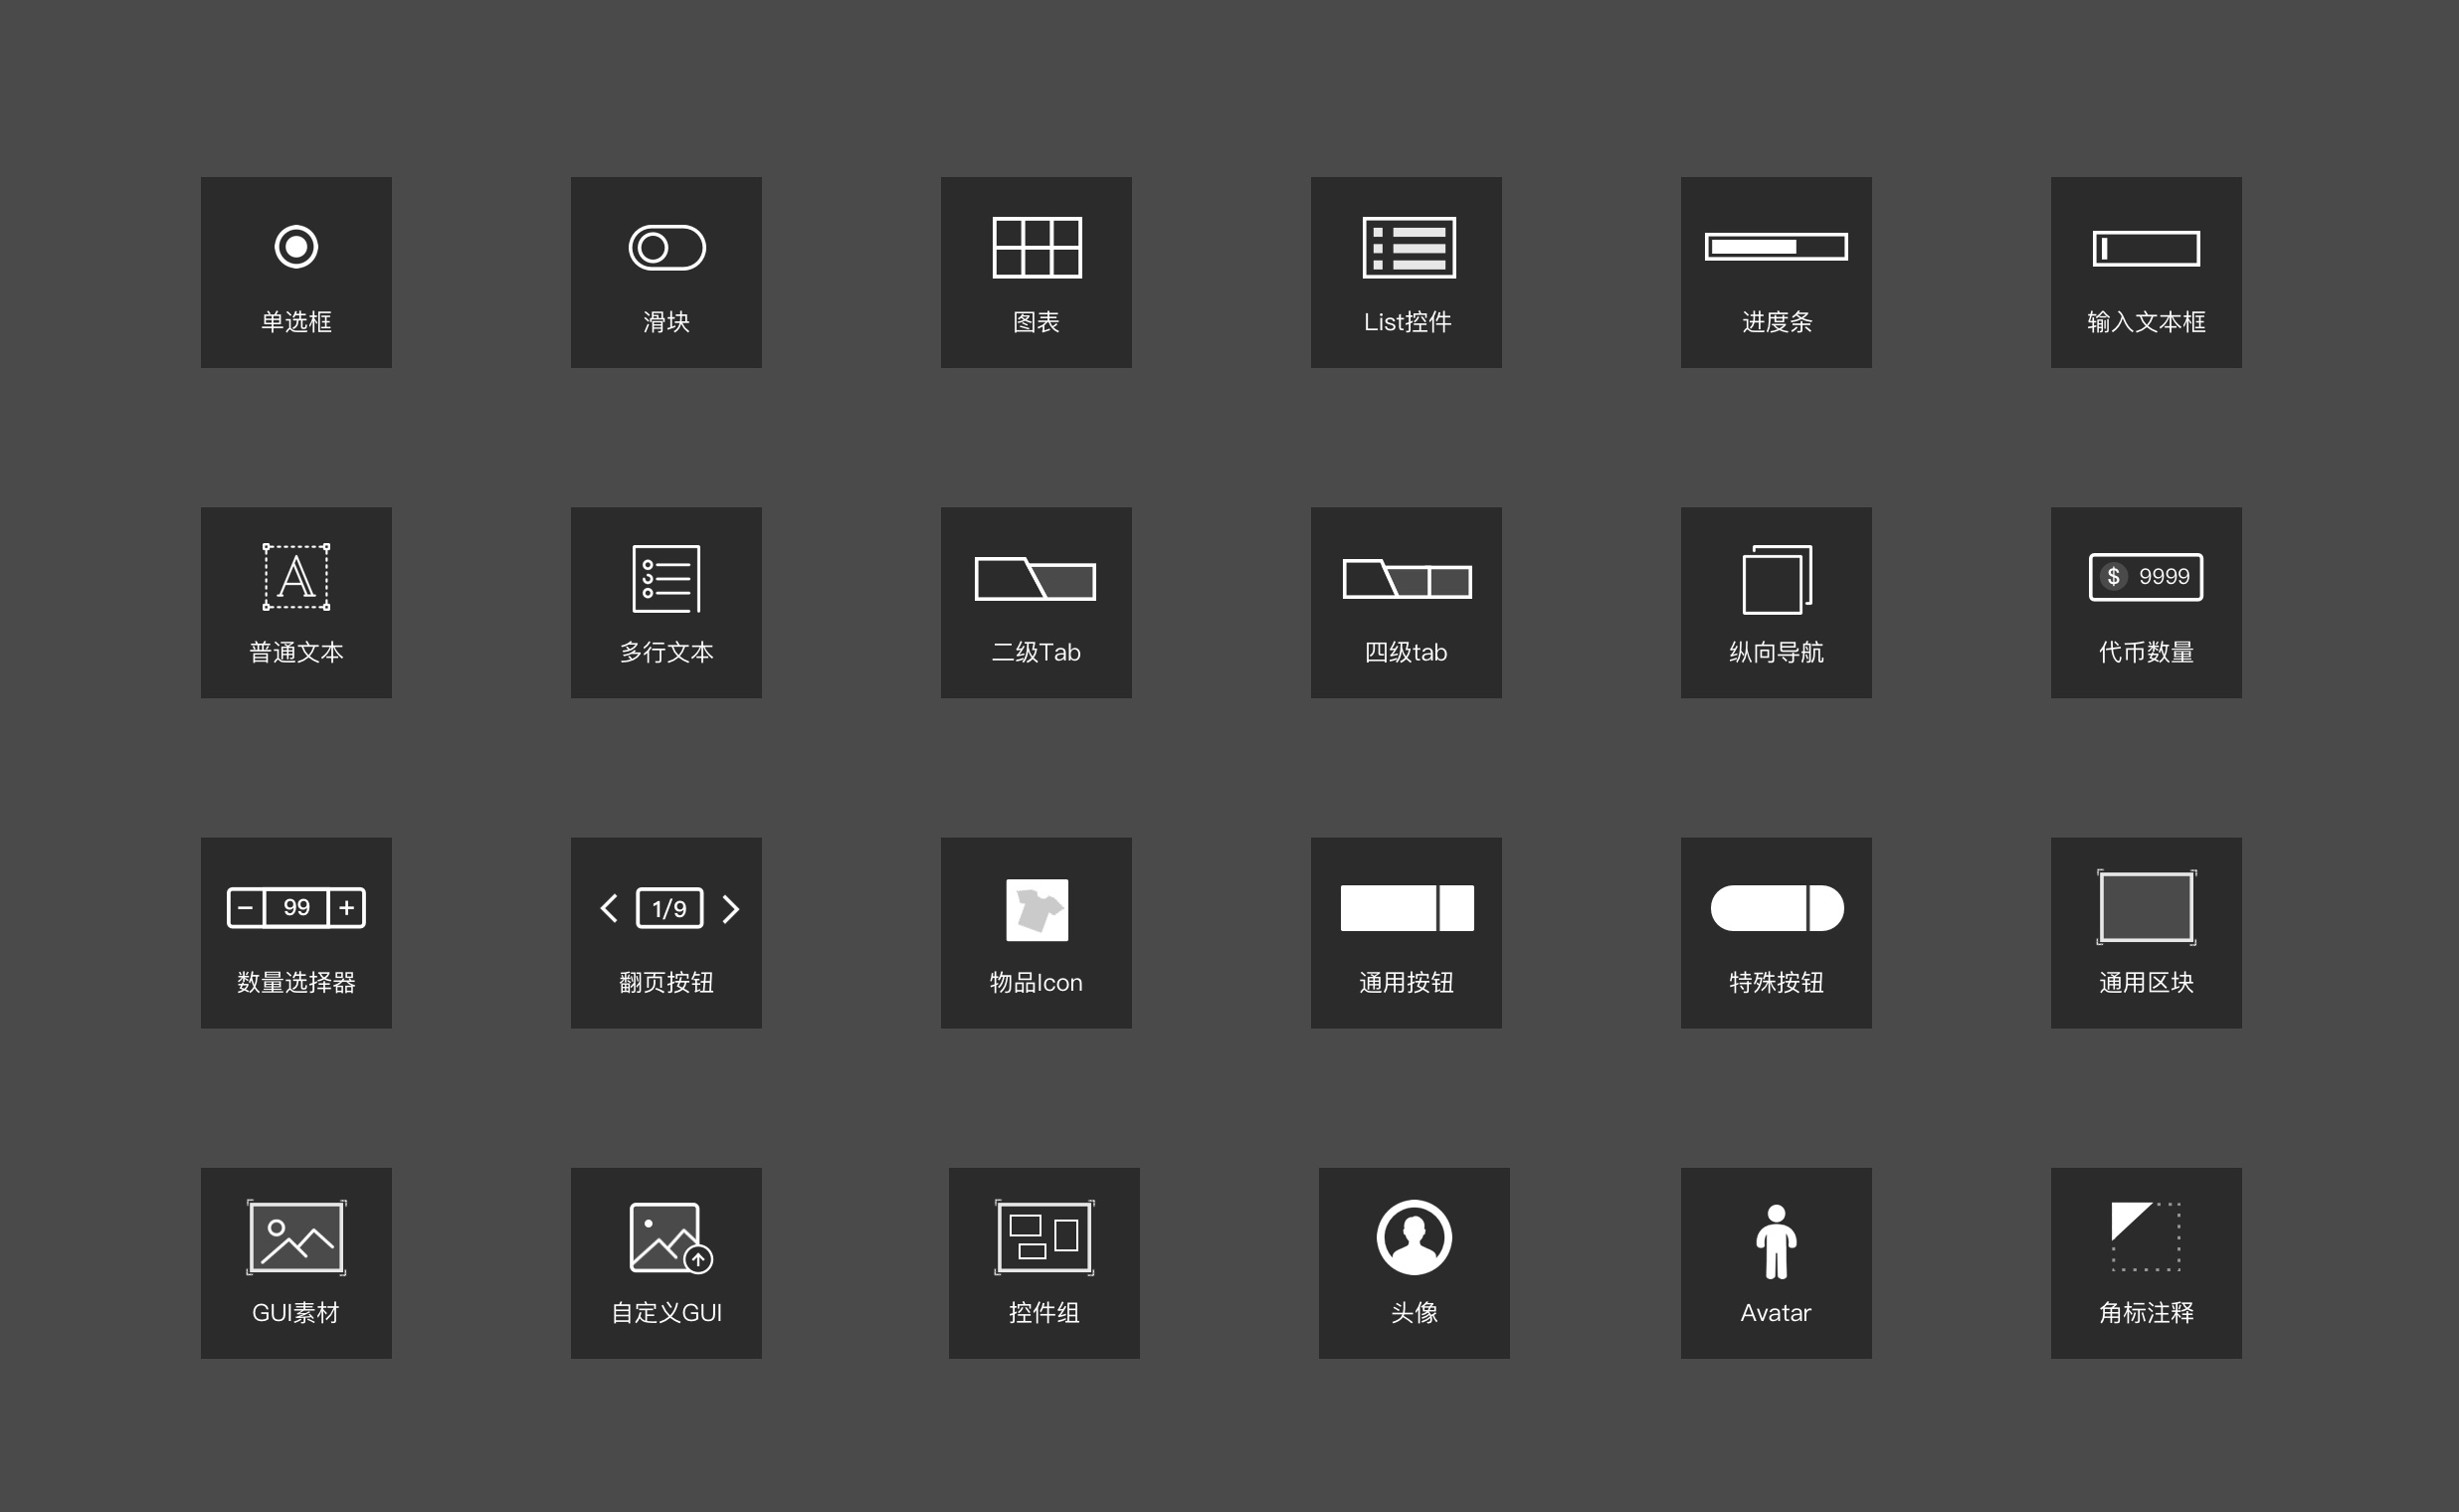 单选框
滑块
图表
List控件
进度条
输入文本框
A
普通文本
多行文本
二级Tab
四级tab
纵向导航
$ 9999
代币数量
99
数量选择器
1/9
翻页按钮
物品Icon
通用按钮
特殊按钮
通用区块
GUI素材
自定义GUI
控件组
头像
Avatar
角标注释